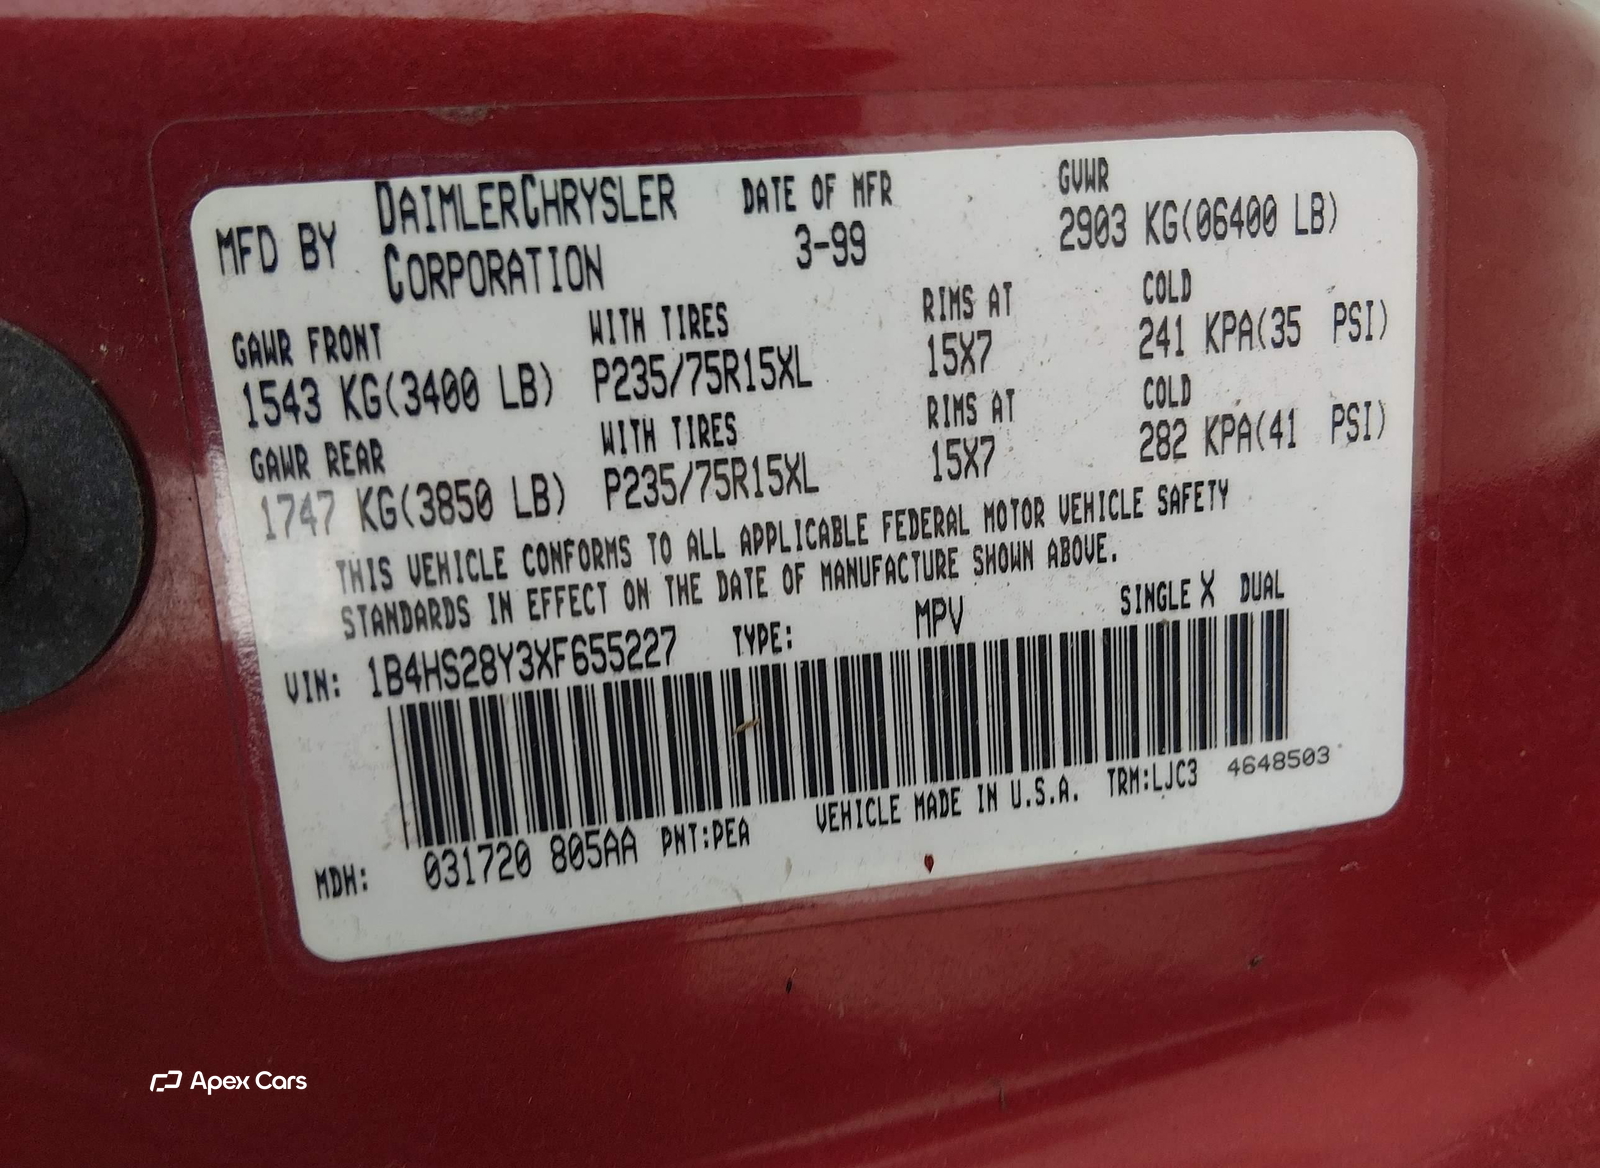 MFD BY DAIMLERCHRYSLER CORPORATION DATE OF MFR 3-99 GVWR 2903 KG(06400 LB)
GAWR FRONT WITH TIRES RIMS AT COLD
1543 KG(3400 LB) P235/75R15XL 15X7 241 KPA(35 PSI)
GAWR REAR WITH TIRES RIMS AT COLD
1747 KG(3850 LB) P235/75R15XL 15X7 282 KPA(41 PSI)
THIS VEHICLE CONFORMS TO ALL APPLICABLE FEDERAL MOTOR VEHICLE SAFETY
STANDARDS IN EFFECT ON THE DATE OF MANUFACTURE SHOWN ABOVE.
VIN: 1B4HS28Y3XF655227 TYPE: MPV SINGLE X DUAL
MDH: 031720 805AA PNT:PEA VEHICLE MADE IN U.S.A. TRM:LJC3 4648503
Apex Cars